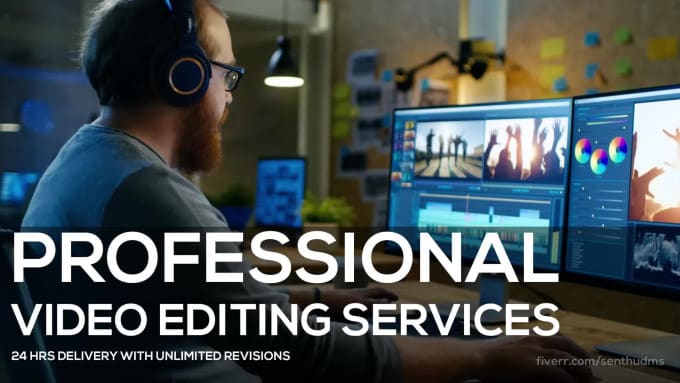 PROFESSIONAL
VIDEO EDITING SERVICES
24 HRS DELIVERY WITH UNLIMITED REVISIONS
fiverr.com/senthudms